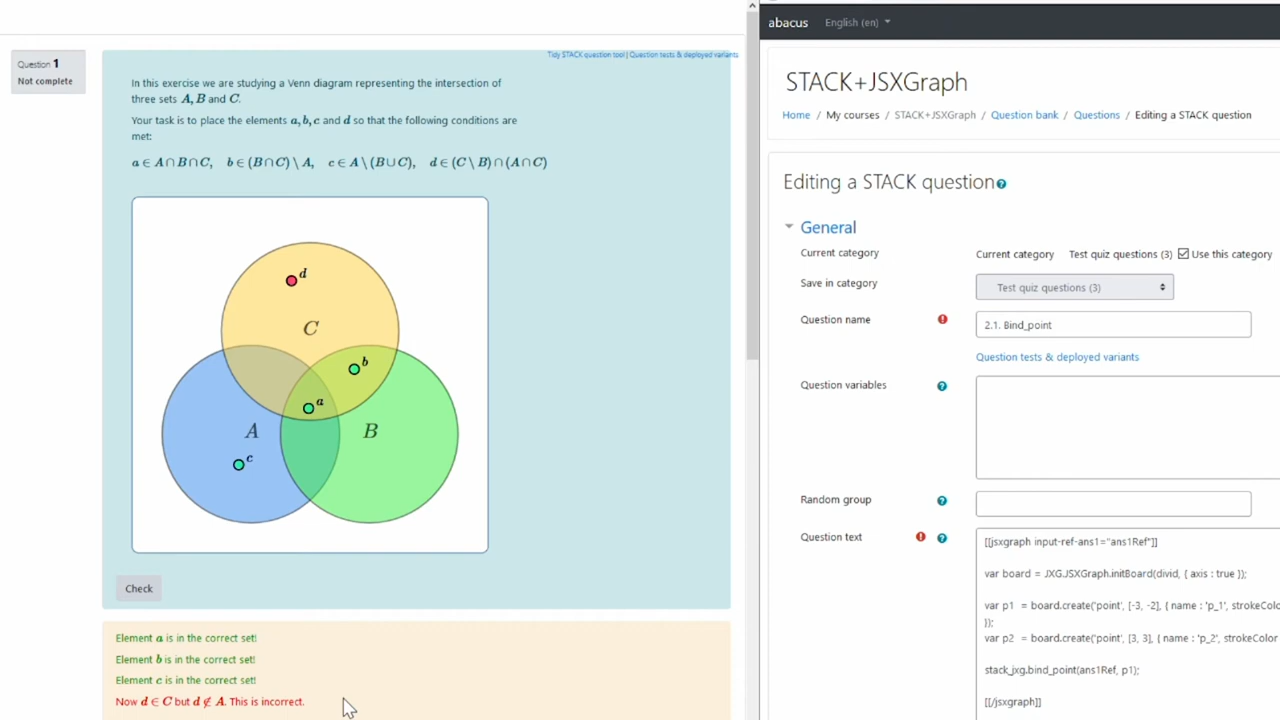 Question 1
Not complete
Tidy STACK question tool | Question tests & deployed variants
In this exercise we are studying a Venn diagram representing the intersection of
three sets A, B and C.
Your task is to place the elements a, b, c and d so that the following conditions are
met:
a ∈ A ∩ B ∩ C, b ∈ (B ∩ C) \ A, c ∈ A \ (B ∪ C), d ∈ (C \ B) ∩ (A ∩ C)
d
C
b
a
A
B
c
Check
Element a is in the correct set!
Element b is in the correct set!
Element c is in the correct set!
Now d ∈ C but d ∉ A. This is incorrect.
abacus English (en)
STACK+JSXGraph
Home / My courses / STACK+JSXGraph / Question bank / Questions / Editing a STACK question
Editing a STACK question
General
Current category Current category Test quiz questions (3) Use this category
Save in category Test quiz questions (3)
Question name 2.1. Bind_point
Question tests & deployed variants
Question variables
Random group
Question text
[[jsxgraph input-ref-ans1="ans1Ref"]]
var board = JXG.JSXGraph.initBoard(divid, { axis : true });
var p1 = board.create('point', [-3, -2], { name : 'p_1', strokeColo
});
var p2 = board.create('point', [3, 3], { name : 'p_2', strokeColor
stack_jxg.bind_point(ans1Ref, p1);
[[/jsxgraph]]